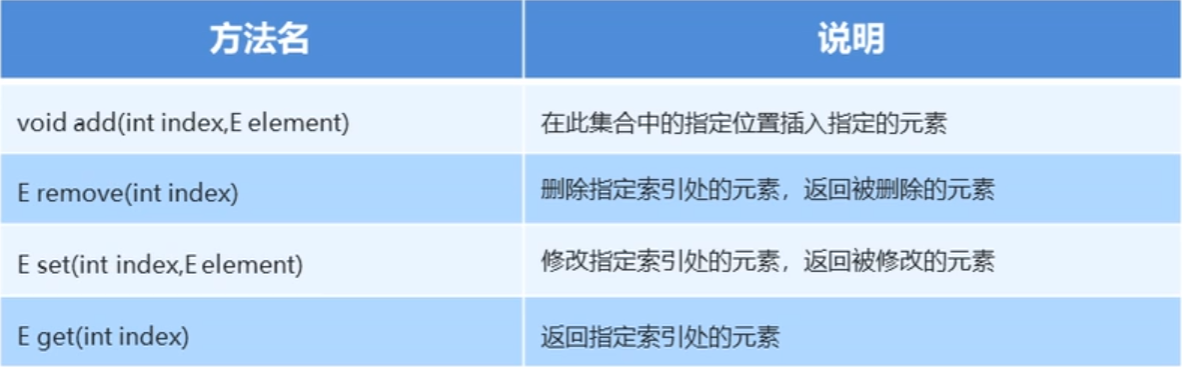 方法名 说明
void add(int index,E element) 在此集合中的指定位置插入指定的元素
E remove(int index) 删除指定索引处的元素，返回被删除的元素
E set(int index,E element) 修改指定索引处的元素，返回被修改的元素
E get(int index) 返回指定索引处的元素